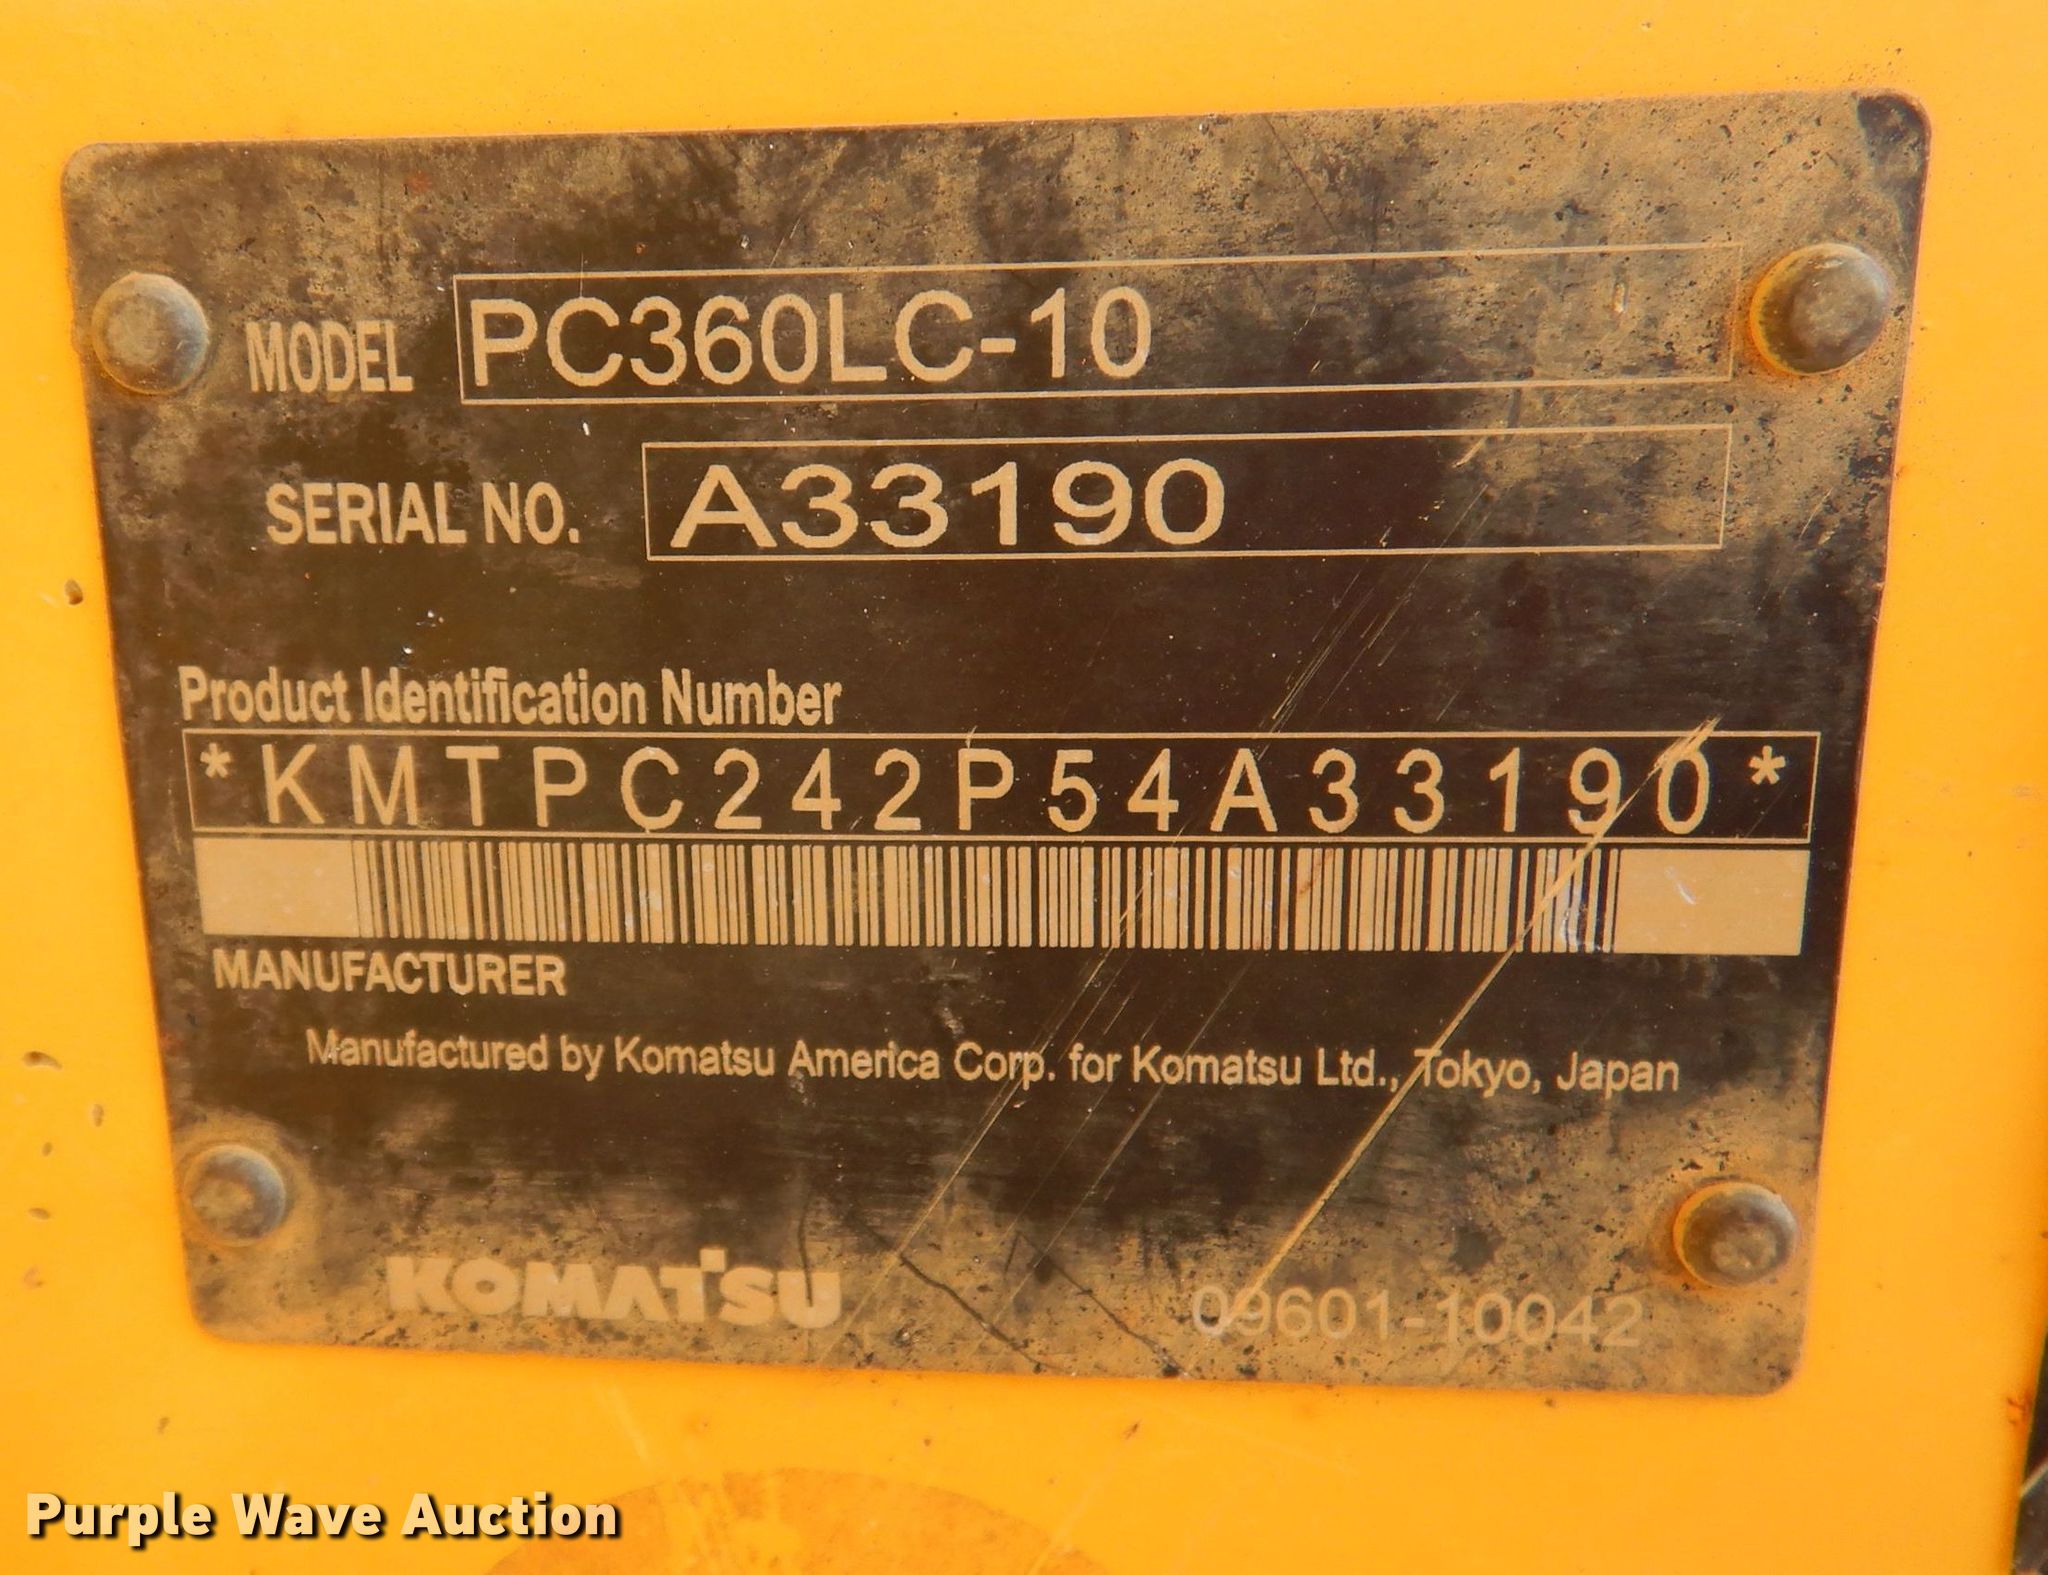 MODEL PC360LC-10
SERIAL NO. A33190
Product Identification Number
*KMTPC242P54A33190*
MANUFACTURER
Manufactured by Komatsu America Corp. for Komatsu Ltd., Tokyo, Japan
KOMATSU 09601-10042
Purple Wave Auction